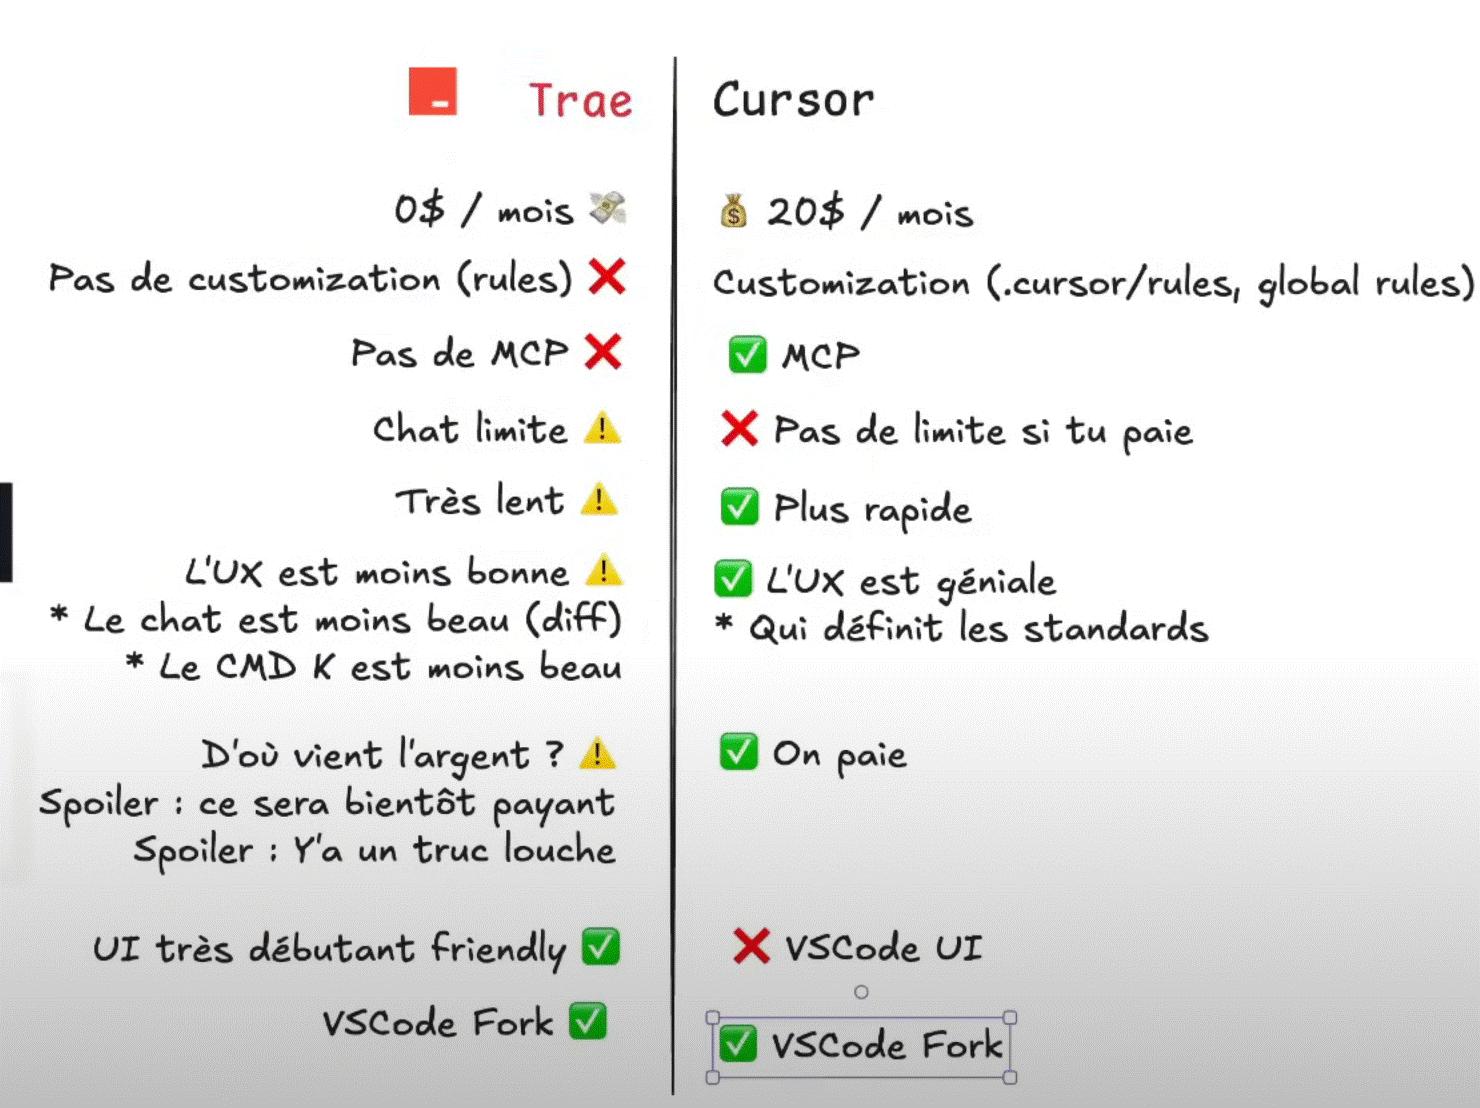 Trae
0$ / mois 💸
Pas de customization (rules) ❌
Pas de MCP ❌
Chat limite ⚠️
Très lent ⚠️
L'UX est moins bonne ⚠️
* Le chat est moins beau (diff)
* Le CMD K est moins beau
D'où vient l'argent ? ⚠️
Spoiler : ce sera bientôt payant
Spoiler : Y'a un truc louche
UI très débutant friendly ✅
VSCode Fork ✅
Cursor
💰 20$ / mois
Customization (.cursor/rules, global rules)
✅ MCP
❌ Pas de limite si tu paie
✅ Plus rapide
✅ L'UX est géniale
* Qui définit les standards
✅ On paie
❌ VSCode UI
✅ VSCode Fork